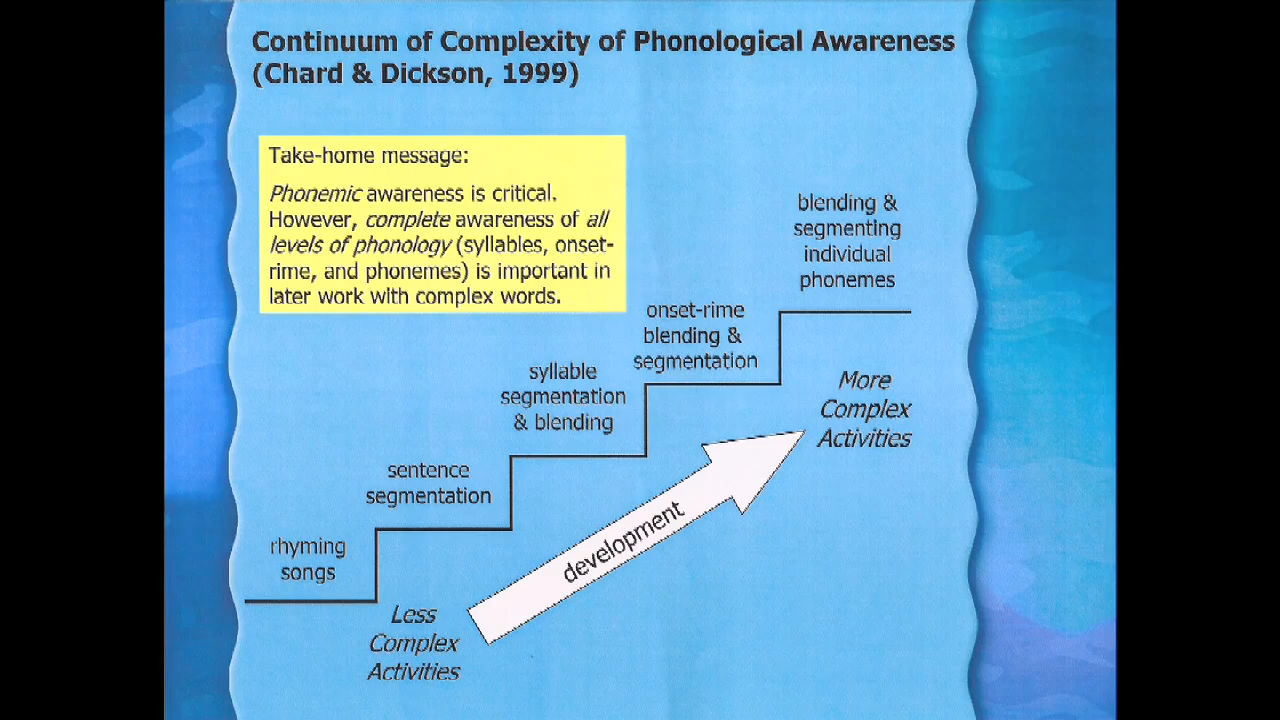 Continuum of Complexity of Phonological Awareness
(Chard & Dickson, 1999)
Take-home message:
Phonemic awareness is critical.
However, complete awareness of all
levels of phonology (syllables, onset-
rime, and phonemes) is important in
later work with complex words.
blending &
segmenting
individual
phonemes
onset-rime
blending &
segmentation
syllable
segmentation
& blending
sentence
segmentation
rhyming
songs
More
Complex
Activities
development
Less
Complex
Activities